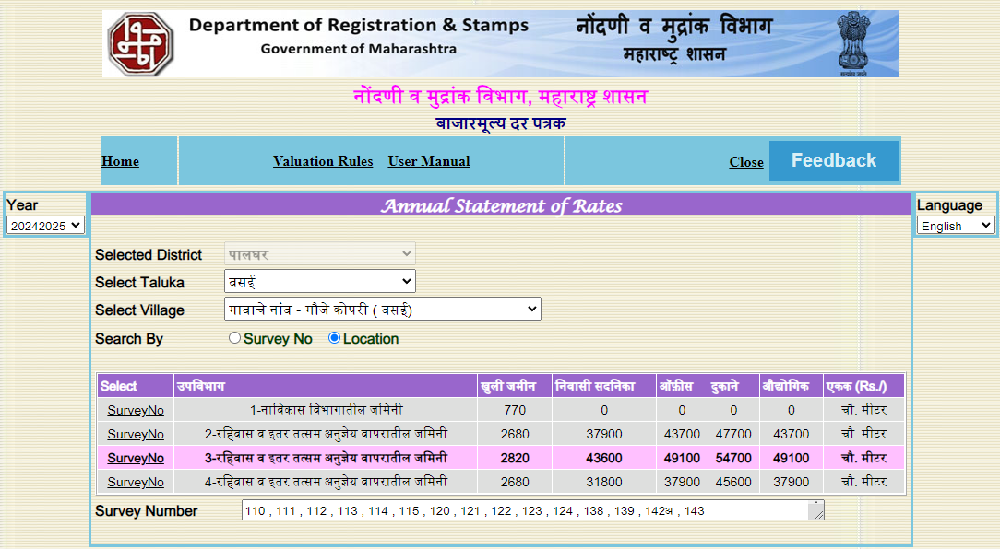 Department of Registration & Stamps
Government of Maharashtra
नोंदणी व मुद्रांक विभाग
महाराष्ट्र शासन
नोंदणी व मुद्रांक विभाग, महाराष्ट्र शासन
बाजारमूल्य दर पत्रक
Home Valuation Rules User Manual Close Feedback
Year
20242025
Annual Statement of Rates
Language
English
Selected District पालघर
Select Taluka वसई
Select Village गावाचे नांव - मौजे कोपरी ( वसई)
Search By Survey No Location
Select उपविभाग खुली जमीन निवासी सदनिका ऑफ़ीस दुकाने औद्योगिक एकक (Rs./)
SurveyNo 1-नाविकास विभागातील जमिनी 770 0 0 0 0 चौ. मीटर
SurveyNo 2-रहिवास व इतर तत्सम अनुज्ञेय वापरातील जमिनी 2680 37900 43700 47700 43700 चौ. मीटर
SurveyNo 3-रहिवास व इतर तत्सम अनुज्ञेय वापरातील जमिनी 2820 43600 49100 54700 49100 चौ. मीटर
SurveyNo 4-रहिवास व इतर तत्सम अनुज्ञेय वापरातील जमिनी 2680 31800 37900 45600 37900 चौ. मीटर
Survey Number 110 , 111 , 112 , 113 , 114 , 115 , 120 , 121 , 122 , 123 , 124 , 138 , 139 , 142अ , 143